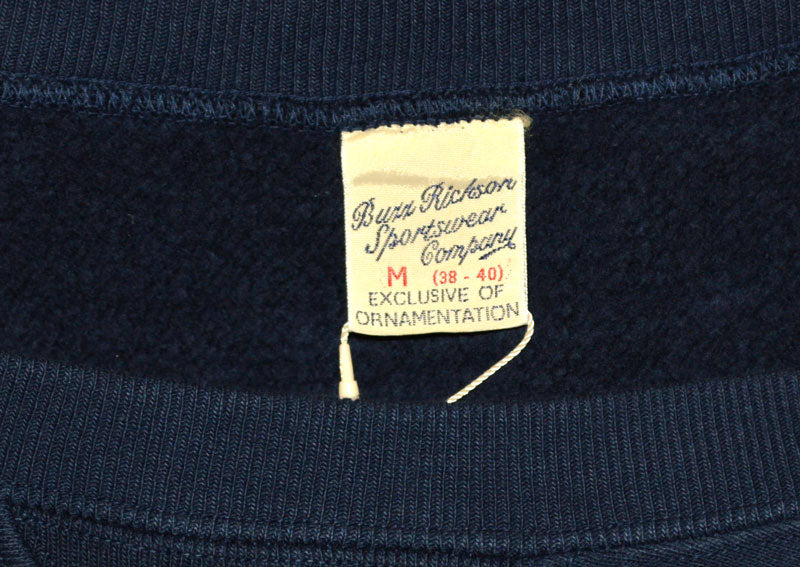 Buzz Rickson
Sportswear
Company
M (38 - 40)
EXCLUSIVE OF
ORNAMENTATION